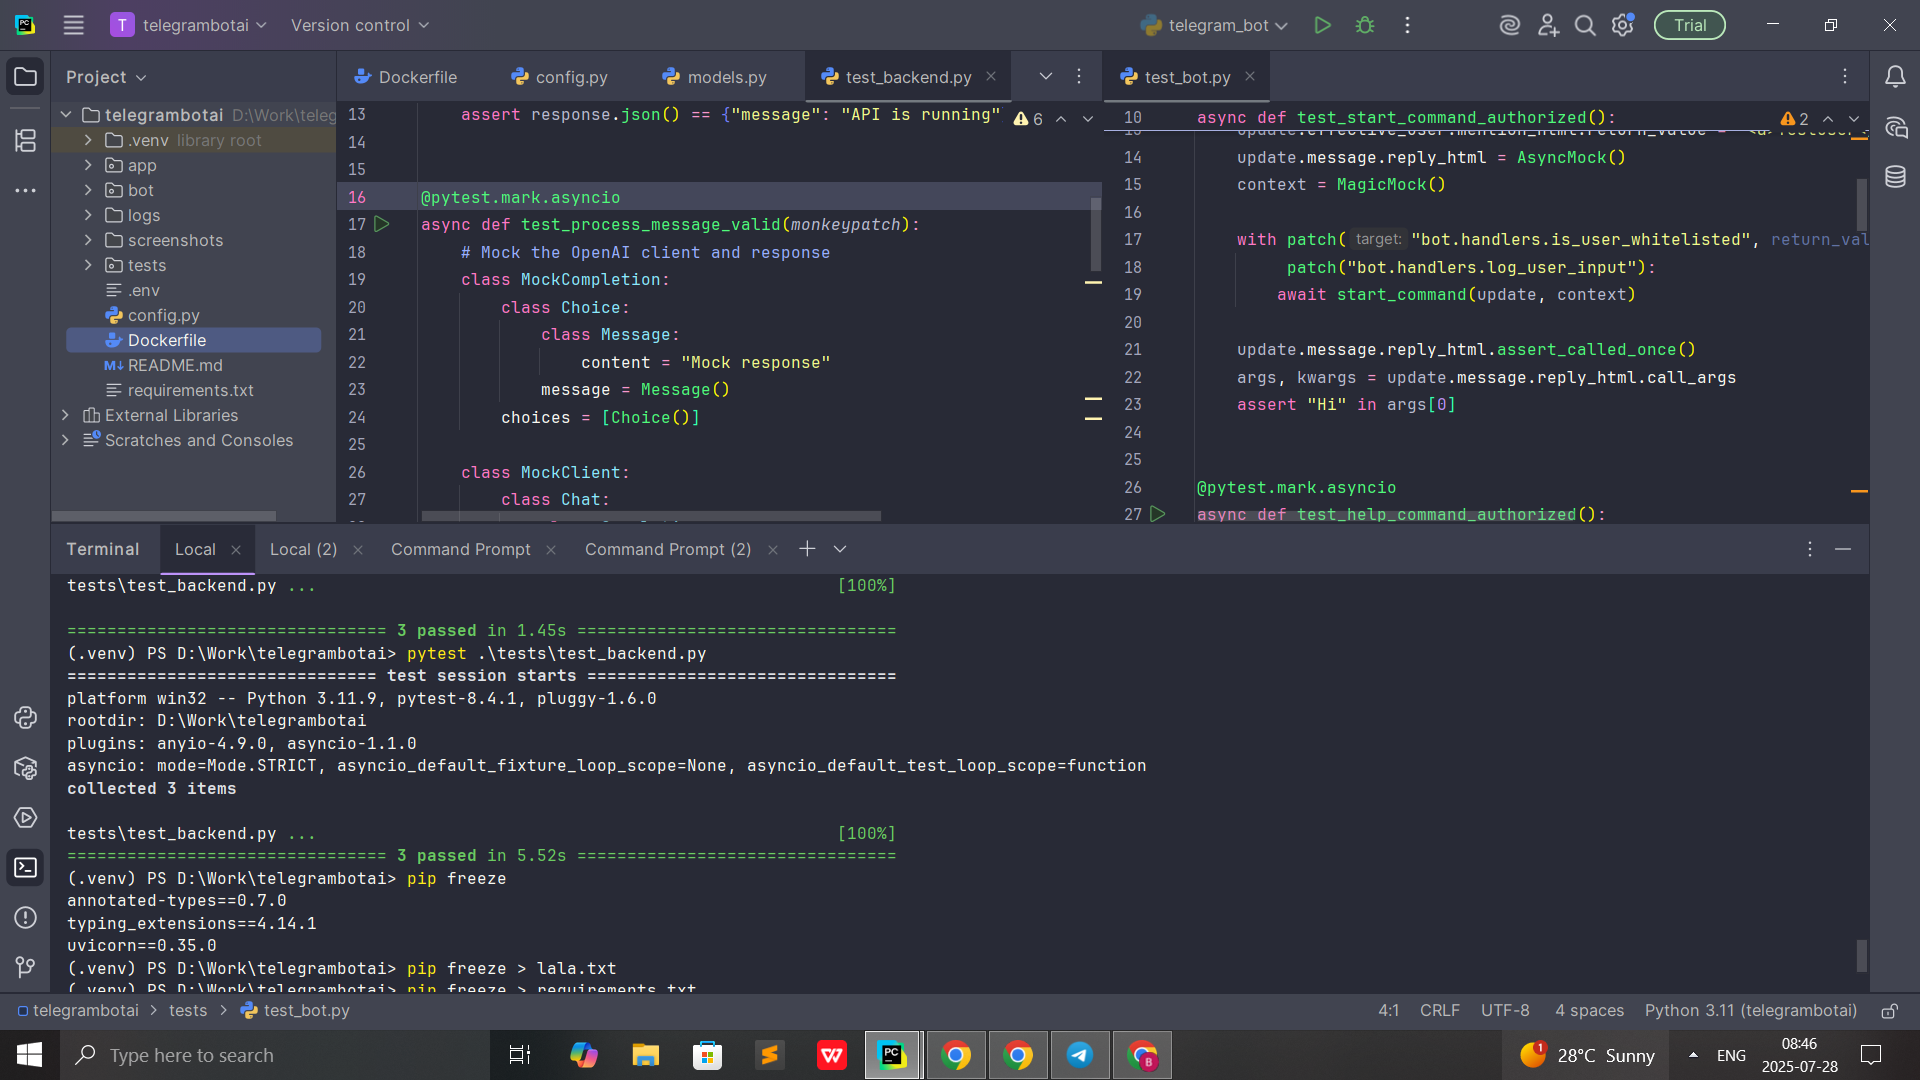 PC
T
telegrambotai
Version control
telegram_bot
Trial
Project
Dockerfile
config.py
models.py
test_backend.py
test_bot.py
telegrambotai D:\Work\teleg
.venv library root
app
bot
logs
screenshots
tests
.env
config.py
Dockerfile
M↓ README.md
requirements.txt
External Libraries
Scratches and Consoles
13 assert response.json() == {"message": "API is running"
6
14
15
16 @pytest.mark.asyncio
17 async def test_process_message_valid(monkeypatch):
18 # Mock the OpenAI client and response
19 class MockCompletion:
20 class Choice:
21 class Message:
22 content = "Mock response"
23 message = Message()
24 choices = [Choice()]
25
26 class MockClient:
27 class Chat:
10 async def test_start_command_authorized():
2
14 update.message.reply_html = AsyncMock()
15 context = MagicMock()
16
17 with patch( target: "bot.handlers.is_user_whitelisted", return_val
18 patch("bot.handlers.log_user_input"):
19 await start_command(update, context)
20
21 update.message.reply_html.assert_called_once()
22 args, kwargs = update.message.reply_html.call_args
23 assert "Hi" in args[0]
24
25
26 @pytest.mark.asyncio
27 async def test_help_command_authorized():
Terminal
Local
Local (2)
Command Prompt
Command Prompt (2)
tests\test_backend.py ... [100%]
================================ 3 passed in 1.45s ================================
(.venv) PS D:\Work\telegrambotai> pytest .\tests\test_backend.py
=============================== test session starts ===============================
platform win32 -- Python 3.11.9, pytest-8.4.1, pluggy-1.6.0
rootdir: D:\Work\telegrambotai
plugins: anyio-4.9.0, asyncio-1.1.0
asyncio: mode=Mode.STRICT, asyncio_default_fixture_loop_scope=None, asyncio_default_test_loop_scope=function
collected 3 items
tests\test_backend.py ... [100%]
================================ 3 passed in 5.52s ================================
(.venv) PS D:\Work\telegrambotai> pip freeze
annotated-types==0.7.0
typing_extensions==4.14.1
uvicorn==0.35.0
(.venv) PS D:\Work\telegrambotai> pip freeze > lala.txt
(.venv) PS D:\Work\telegrambotai> pip freeze > requirements.txt
telegrambotai > tests > test_bot.py
4:1
CRLF
UTF-8
4 spaces
Python 3.11 (telegrambotai)
Type here to search
PC
B
1
28°C Sunny
ENG
08:46
2025-07-28